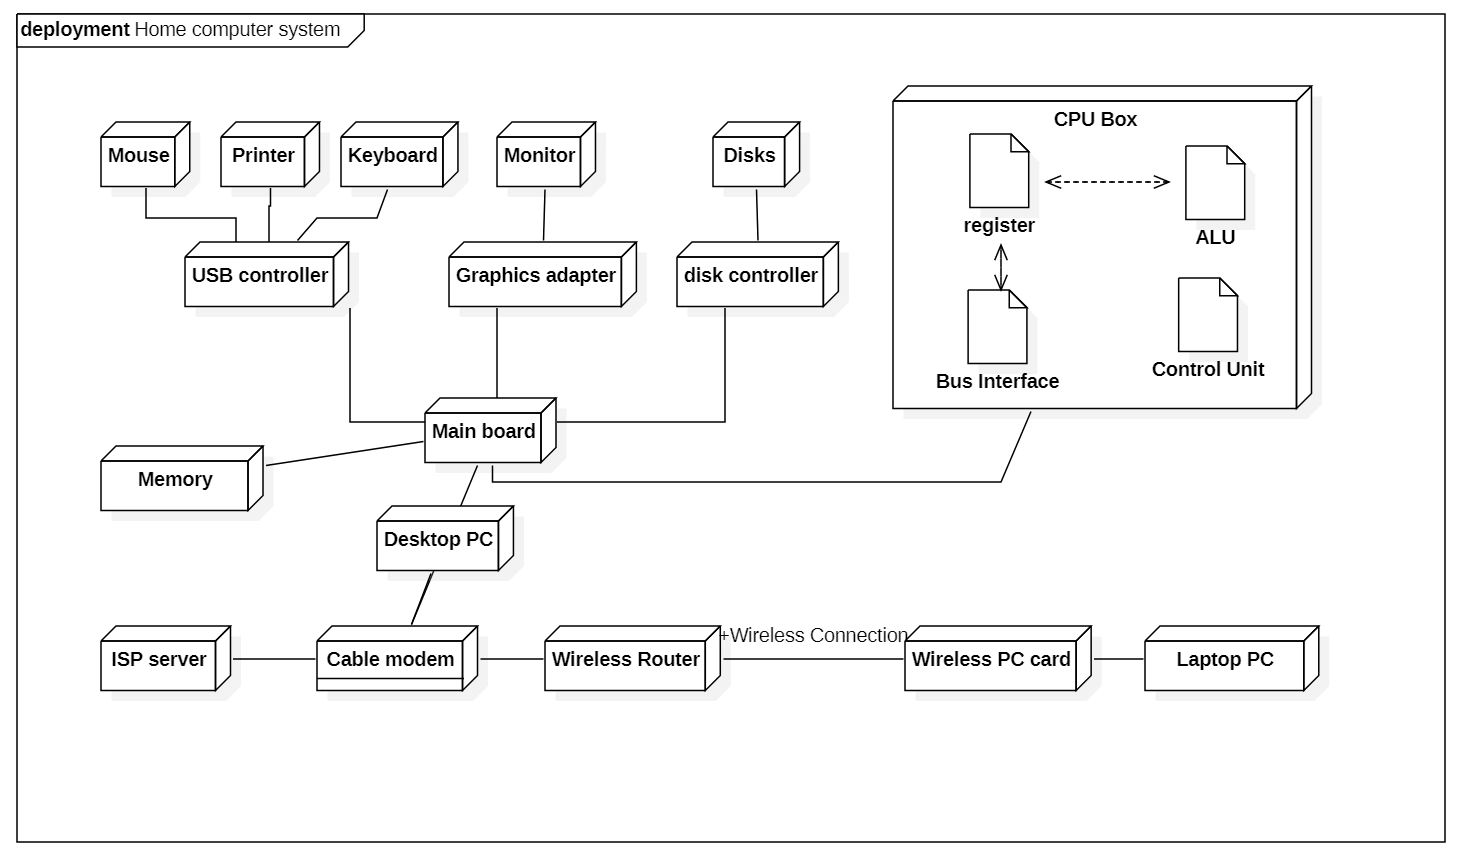 deployment Home computer system
CPU Box
Mouse
Printer
Keyboard
Monitor
Disks
register
ALU
USB controller
Graphics adapter
disk controller
Bus Interface
Control Unit
Main board
Memory
Desktop PC
+Wireless Connection
ISP server
Cable modem
Wireless Router
Wireless PC card
Laptop PC